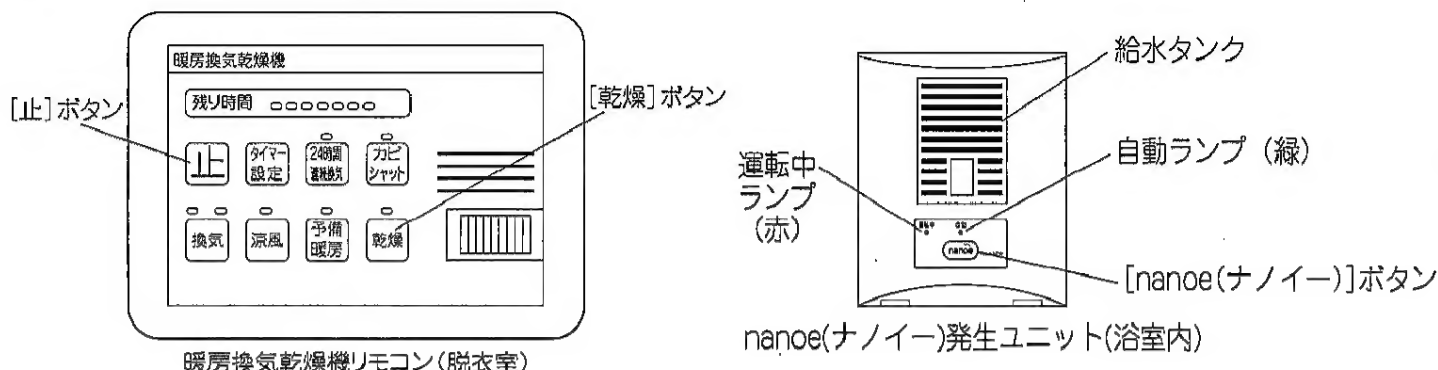 暖房換気乾燥機
残り時間
[止]ボタン
[乾燥]ボタン
止
タイマー
設定
24時間
連続換気
カビ
シャット
換気
涼風
予備
暖房
乾燥
暖房換気乾燥機リモコン(脱衣室)
給水タンク
運転中
ランプ
(赤)
自動ランプ(緑)
運転中
自動
nanoe
[nanoe(ナノイー)]ボタン
nanoe(ナノイー)発生ユニット(浴室内)